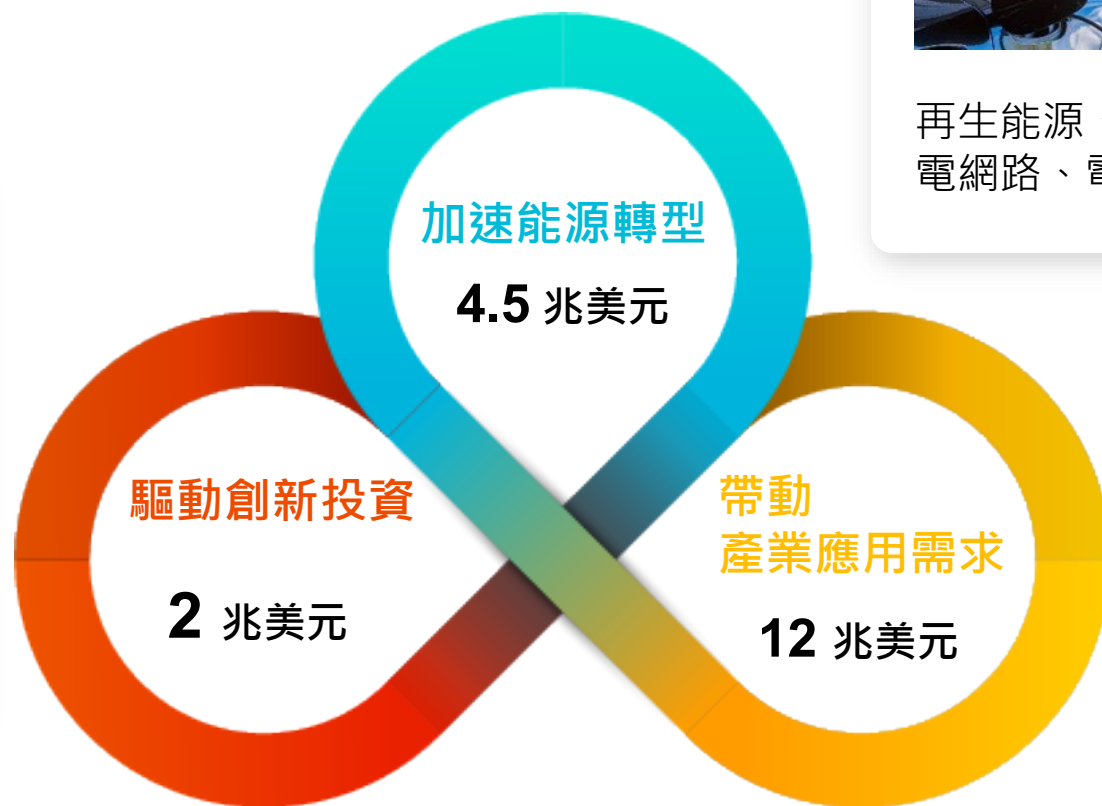 再生能源
電網路、
加速能源轉型
4.5 兆美元
驅動創新投資
2 兆美元
帶動
產業應用需求
12 兆美元